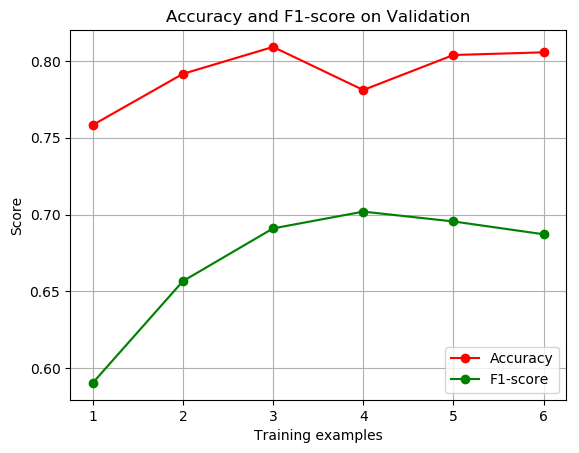 Accuracy and F1-score on Validation
0.80
0.75
0.70
0.65
0.60
Score
1 2 3 4 5 6
Training examples
Accuracy
F1-score